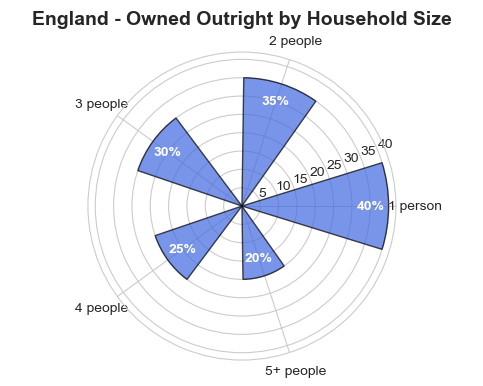 England - Owned Outright by Household Size
2 people
3 people
35%
30%
5 10 15 20 25 30 35 40
40%
1 person
25%
20%
4 people
5+ people